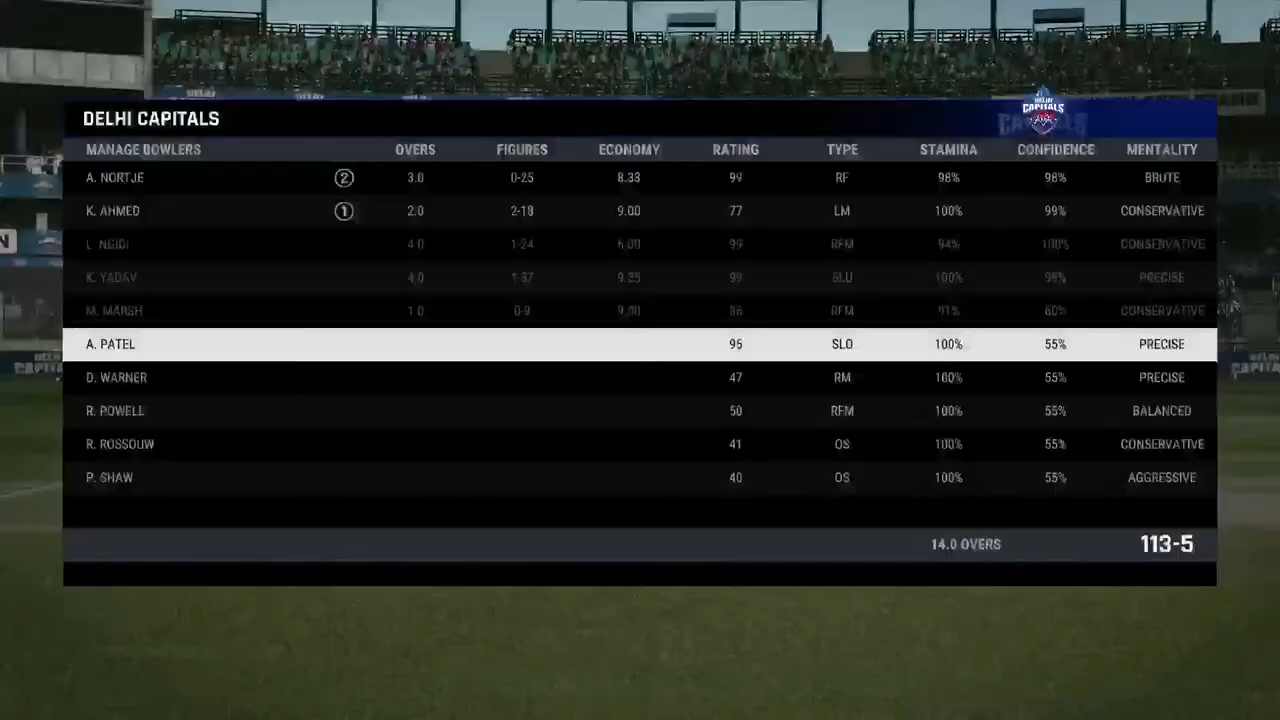 DELHI CAPITALS
DELHI CAPITALS
MANAGE BOWLERS OVERS FIGURES ECONOMY RATING TYPE STAMINA CONFIDENCE MENTALITY
A. NORTJE 2 3.0 0-25 8.33 99 RF 98% 98% BRUTE
K. AHMED 1 2.0 2-18 9.00 77 LM 100% 99% CONSERVATIVE
L. NGIDI 4.0 1-24 6.00 99 RFM 94% 100% CONSERVATIVE
K. YADAV 4.0 1-37 9.25 99 SLU 100% 98% PRECISE
M. MARSH 1.0 0-9 9.00 86 RFM 91% 60% CONSERVATIVE
A. PATEL 95 SLO 100% 55% PRECISE
D. WARNER 47 RM 100% 55% PRECISE
R. POWELL 50 RFM 100% 55% BALANCED
R. ROSSOUW 41 OS 100% 55% CONSERVATIVE
P. SHAW 40 OS 100% 55% AGGRESSIVE
14.0 OVERS 113-5